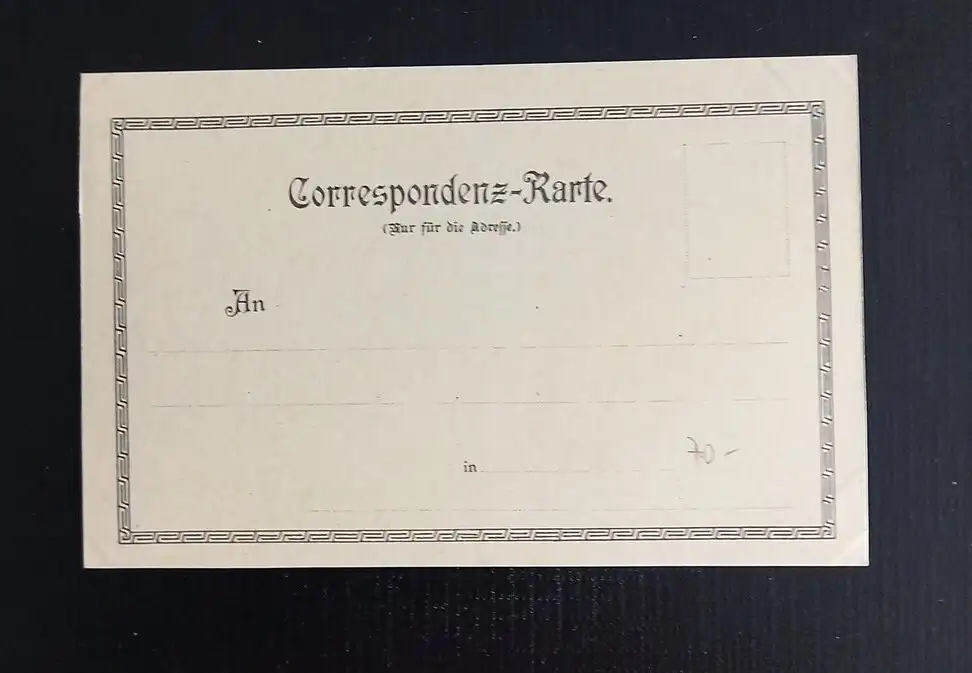 Correspondenz-Karte.
(Nur für die Adresse.)
An
in
70-